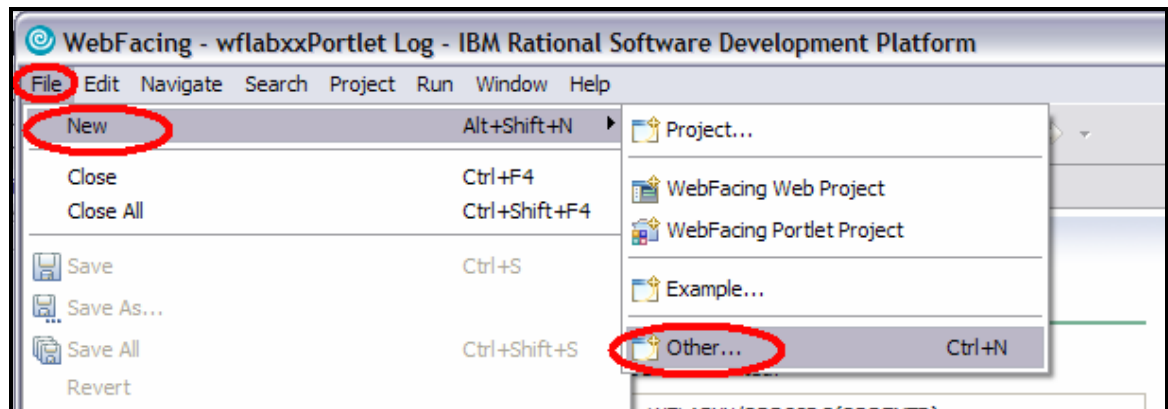 WebFacing - wflabxxPortlet Log - IBM Rational Software Development Platform
File Edit Navigate Search Project Run Window Help
New Alt+Shift+N
Close Ctrl+F4
Close All Ctrl+Shift+F4
Save Ctrl+S
Save As...
Save All Ctrl+Shift+S
Revert
Project...
WebFacing Web Project
WebFacing Portlet Project
Example...
Other... Ctrl+N